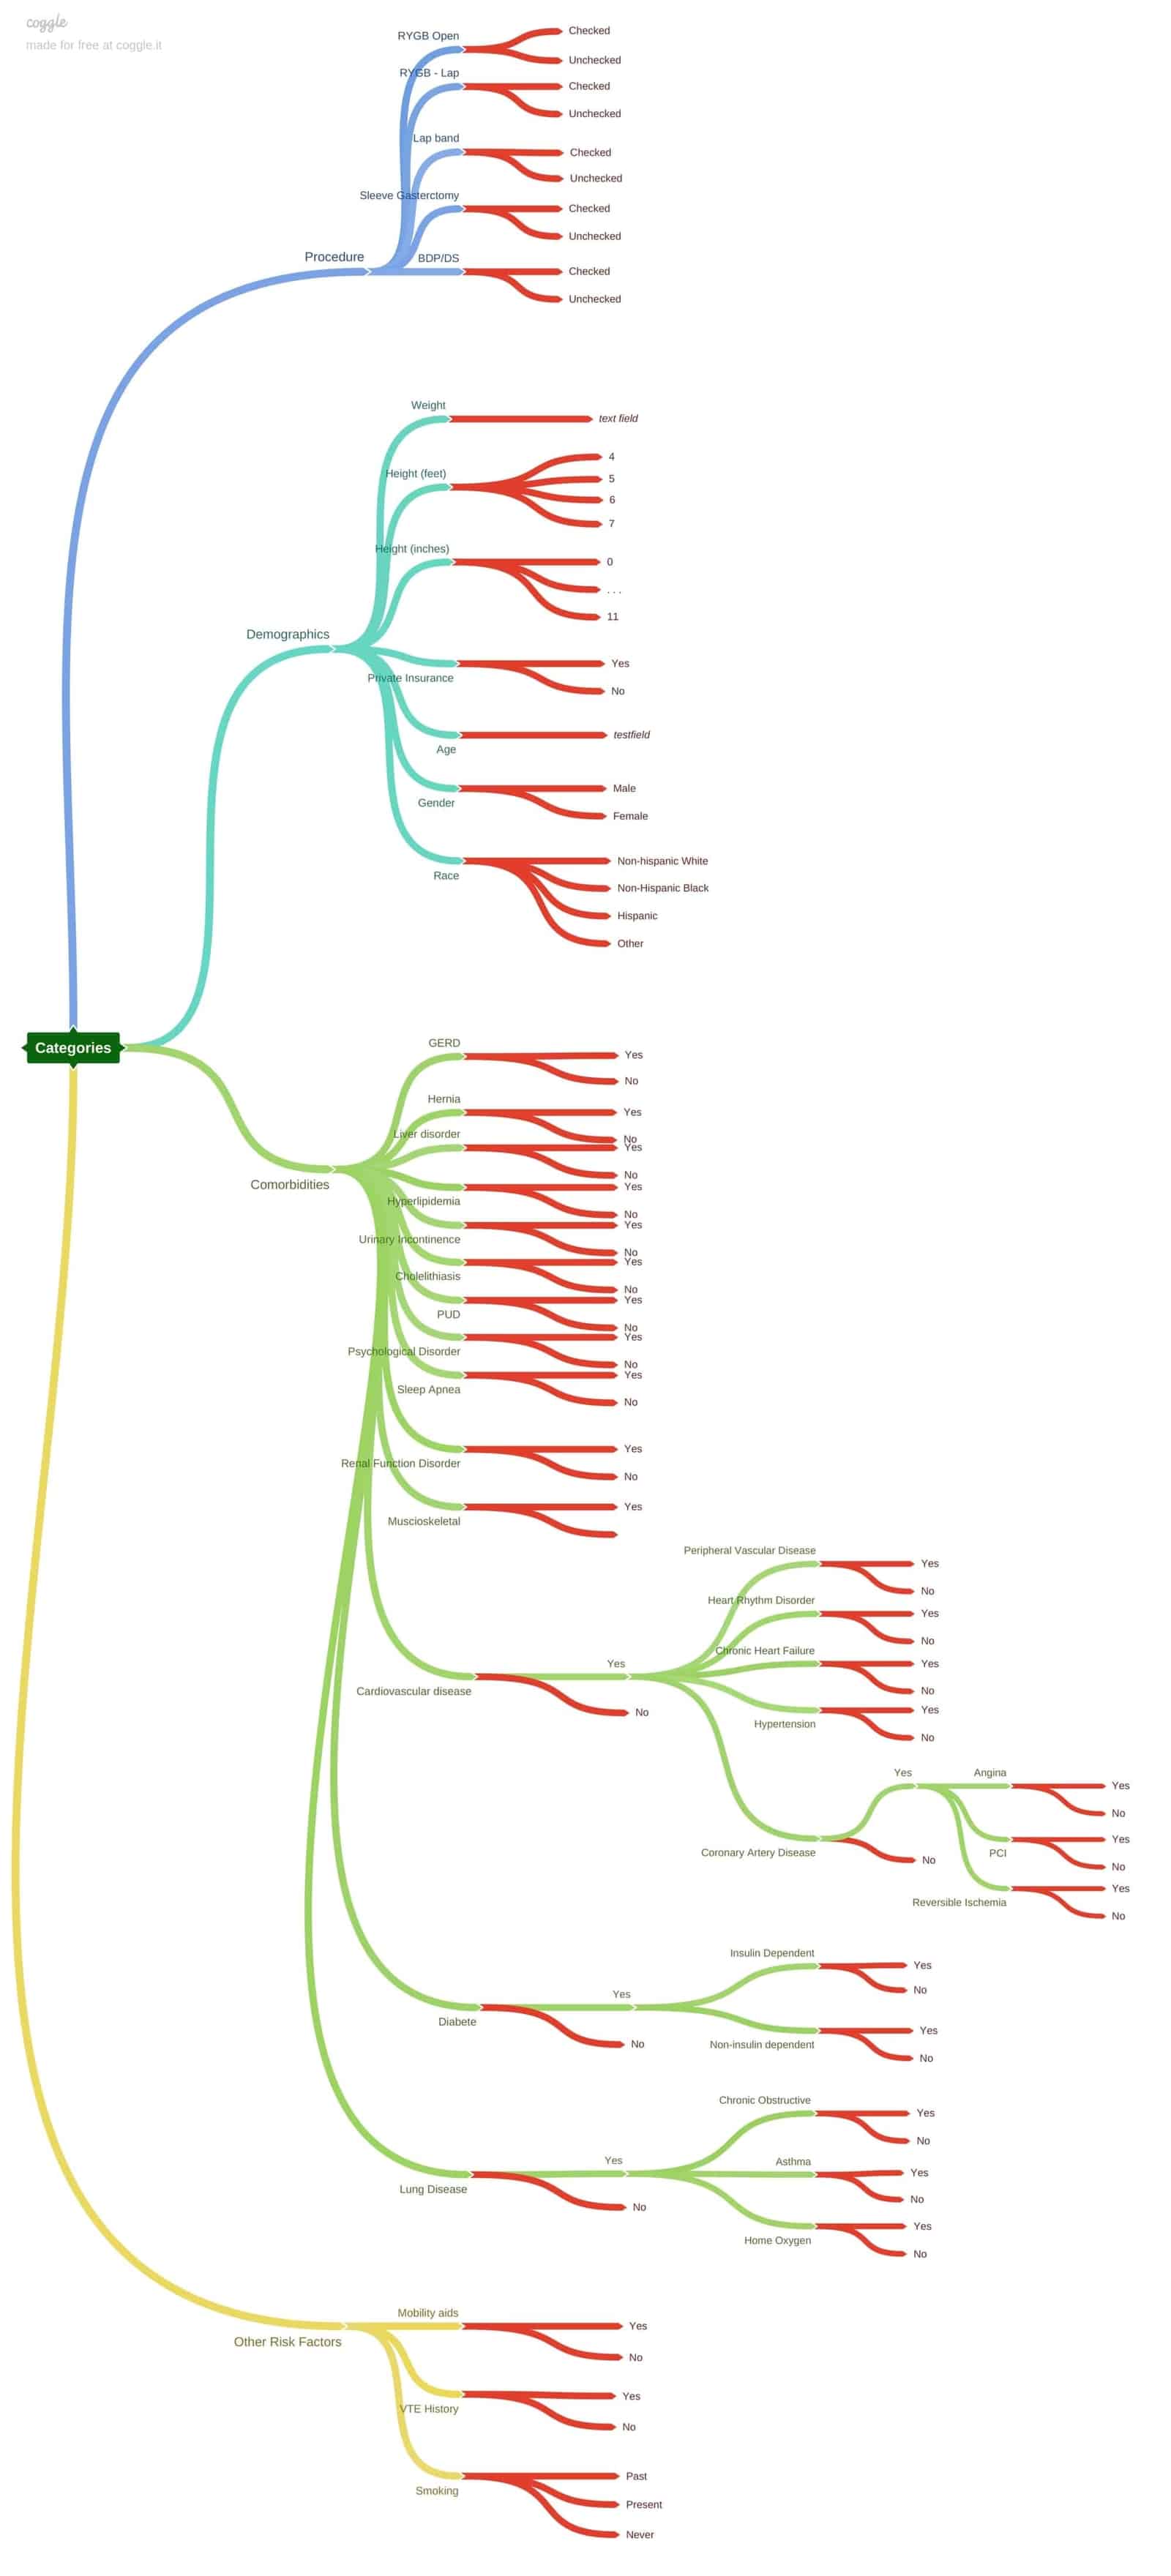 coggle
made for free at coggle.it
RYGB Open
Checked
Unchecked
RYGB - Lap
Checked
Unchecked
Lap band
Checked
Unchecked
Sleeve Gasterctomy
Checked
Unchecked
Procedure
BDP/DS
Checked
Unchecked
Weight
text field
Height (feet)
4
5
6
7
Height (inches)
0
. . .
11
Demographics
Private Insurance
Yes
No
Age
testfield
Gender
Male
Female
Race
Non-hispanic White
Non-Hispanic Black
Hispanic
Other
Categories
GERD
Yes
No
Hernia
Yes
No
Liver disorder
Yes
No
Comorbidities
Hyperlipidemia
Yes
No
Urinary Incontinence
Yes
No
Cholelithiasis
Yes
No
PUD
Yes
No
Psychological Disorder
Yes
No
Sleep Apnea
Yes
No
Renal Function Disorder
Yes
No
Muscioskeletal
Yes
Cardiovascular disease
Yes
No
Peripheral Vascular Disease
Yes
No
Heart Rhythm Disorder
Yes
No
Chronic Heart Failure
Yes
No
Hypertension
Yes
No
Coronary Artery Disease
Yes
No
Angina
Yes
No
PCI
Yes
No
Reversible Ischemia
Yes
No
Diabete
Yes
No
Insulin Dependent
Yes
No
Non-insulin dependent
Yes
No
Lung Disease
Yes
No
Chronic Obstructive
Yes
No
Asthma
Yes
No
Home Oxygen
Yes
No
Other Risk Factors
Mobility aids
Yes
No
VTE History
Yes
No
Smoking
Past
Present
Never